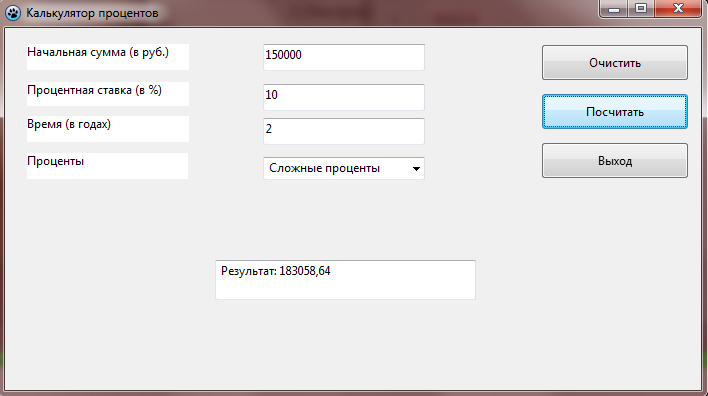 Калькулятор процентов
Начальная сумма (в руб.) 150000 Очистить
Процентная ставка (в %) 10 Посчитать
Время (в годах) 2
Проценты Сложные проценты Выход
Результат: 183058,64